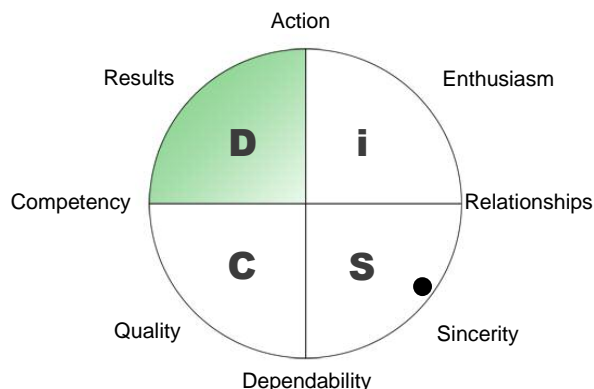 Action
Results
Enthusiasm
D
i
Competency
Relationships
C
S
Quality
Sincerity
Dependability